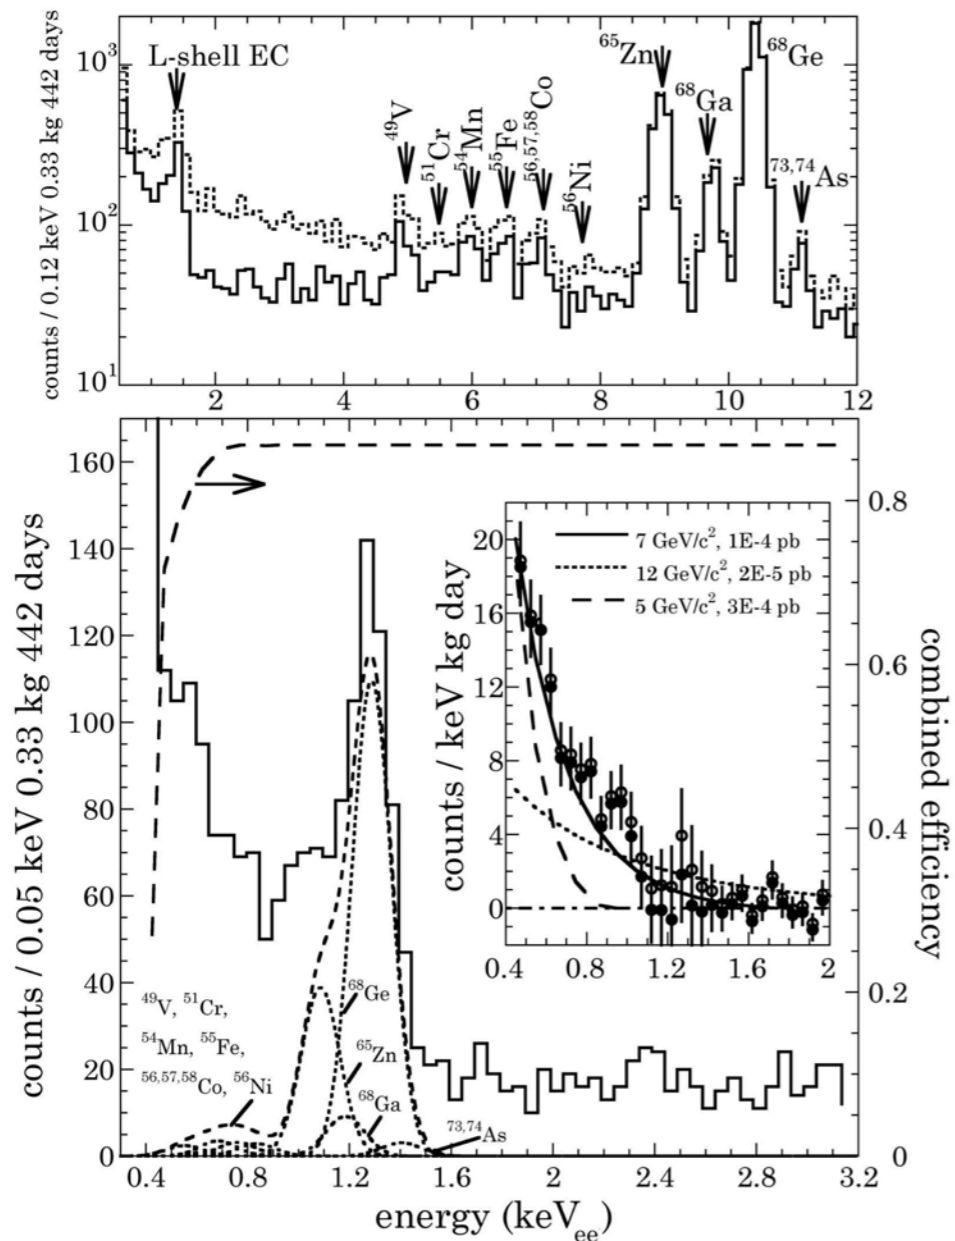 counts / 0.12 keV 0.33 kg 442 days
10³
10²
10¹
L-shell EC
⁴⁹V
⁵¹Cr
⁵⁴Mn
⁵⁵Fe
⁵⁶,⁵⁷,⁵⁸Co
⁵⁶Ni
⁶⁵Zn
⁶⁸Ga
⁶⁸Ge
⁷³,⁷⁴As
2 4 6 8 10 12
counts / 0.05 keV 0.33 kg 442 days
160
140
120
100
80
60
40
20
0
⁴⁹V, ⁵¹Cr,
⁵⁴Mn, ⁵⁵Fe,
⁵⁶,⁵⁷,⁵⁸Co, ⁵⁶Ni
⁶⁸Ge
⁶⁵Zn
⁶⁸Ga
⁷³,⁷⁴As
counts / keV kg day
20
16
12
8
4
0
7 GeV/c², 1E-4 pb
12 GeV/c², 2E-5 pb
5 GeV/c², 3E-4 pb
0.4 0.8 1.2 1.6 2
combined efficiency
0.8
0.6
0.4
0.2
0
0.4 0.8 1.2 1.6 2 2.4 2.8 3.2
energy (keVₑₑ)